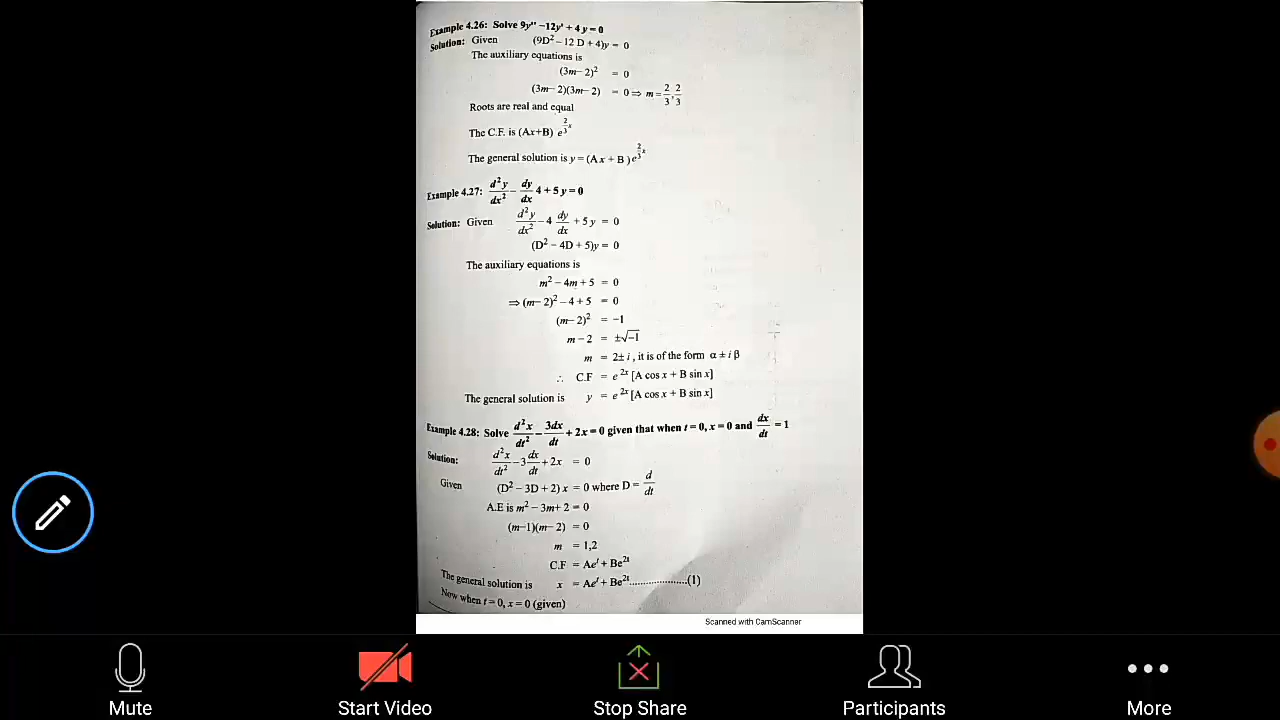 Example 4.26: Solve 9y'' −12y' + 4 y = 0
Solution: Given (9D² − 12 D + 4)y = 0
The auxiliary equations is
(3m − 2)² = 0
(3m − 2)(3m − 2) = 0 ⇒ m = 2/3, 2/3
Roots are real and equal
The C.F. is (Ax+B) e^(2/3 x)
The general solution is y = (Ax + B) e^(2/3 x)
Example 4.27: d²y/dx² − dy/dx 4 + 5 y = 0
Solution: Given d²y/dx² − 4 dy/dx + 5 y = 0
(D² − 4D + 5)y = 0
The auxiliary equations is
m² − 4m + 5 = 0
⇒ (m − 2)² − 4 + 5 = 0
(m − 2)² = −1
m − 2 = ±√−1
m = 2± i , it is of the form α ± i β
∴ C.F = e^2x [A cos x + B sin x]
The general solution is y = e^2x [A cos x + B sin x]
Example 4.28: Solve d²x/dt² − 3dx/dt + 2x = 0 given that when t = 0, x = 0 and dx/dt = 1
Solution: d²x/dt² − 3 dx/dt + 2x = 0
Given (D² − 3D + 2) x = 0 where D = d/dt
A.E is m² − 3m + 2 = 0
(m−1)(m − 2) = 0
m = 1,2
C.F = Ae^t + Be^2t
The general solution is x = Ae^t + Be^2t.....................(1)
Now when t = 0, x = 0 (given)
Scanned with CamScanner
Mute
Start Video
Stop Share
Participants
More